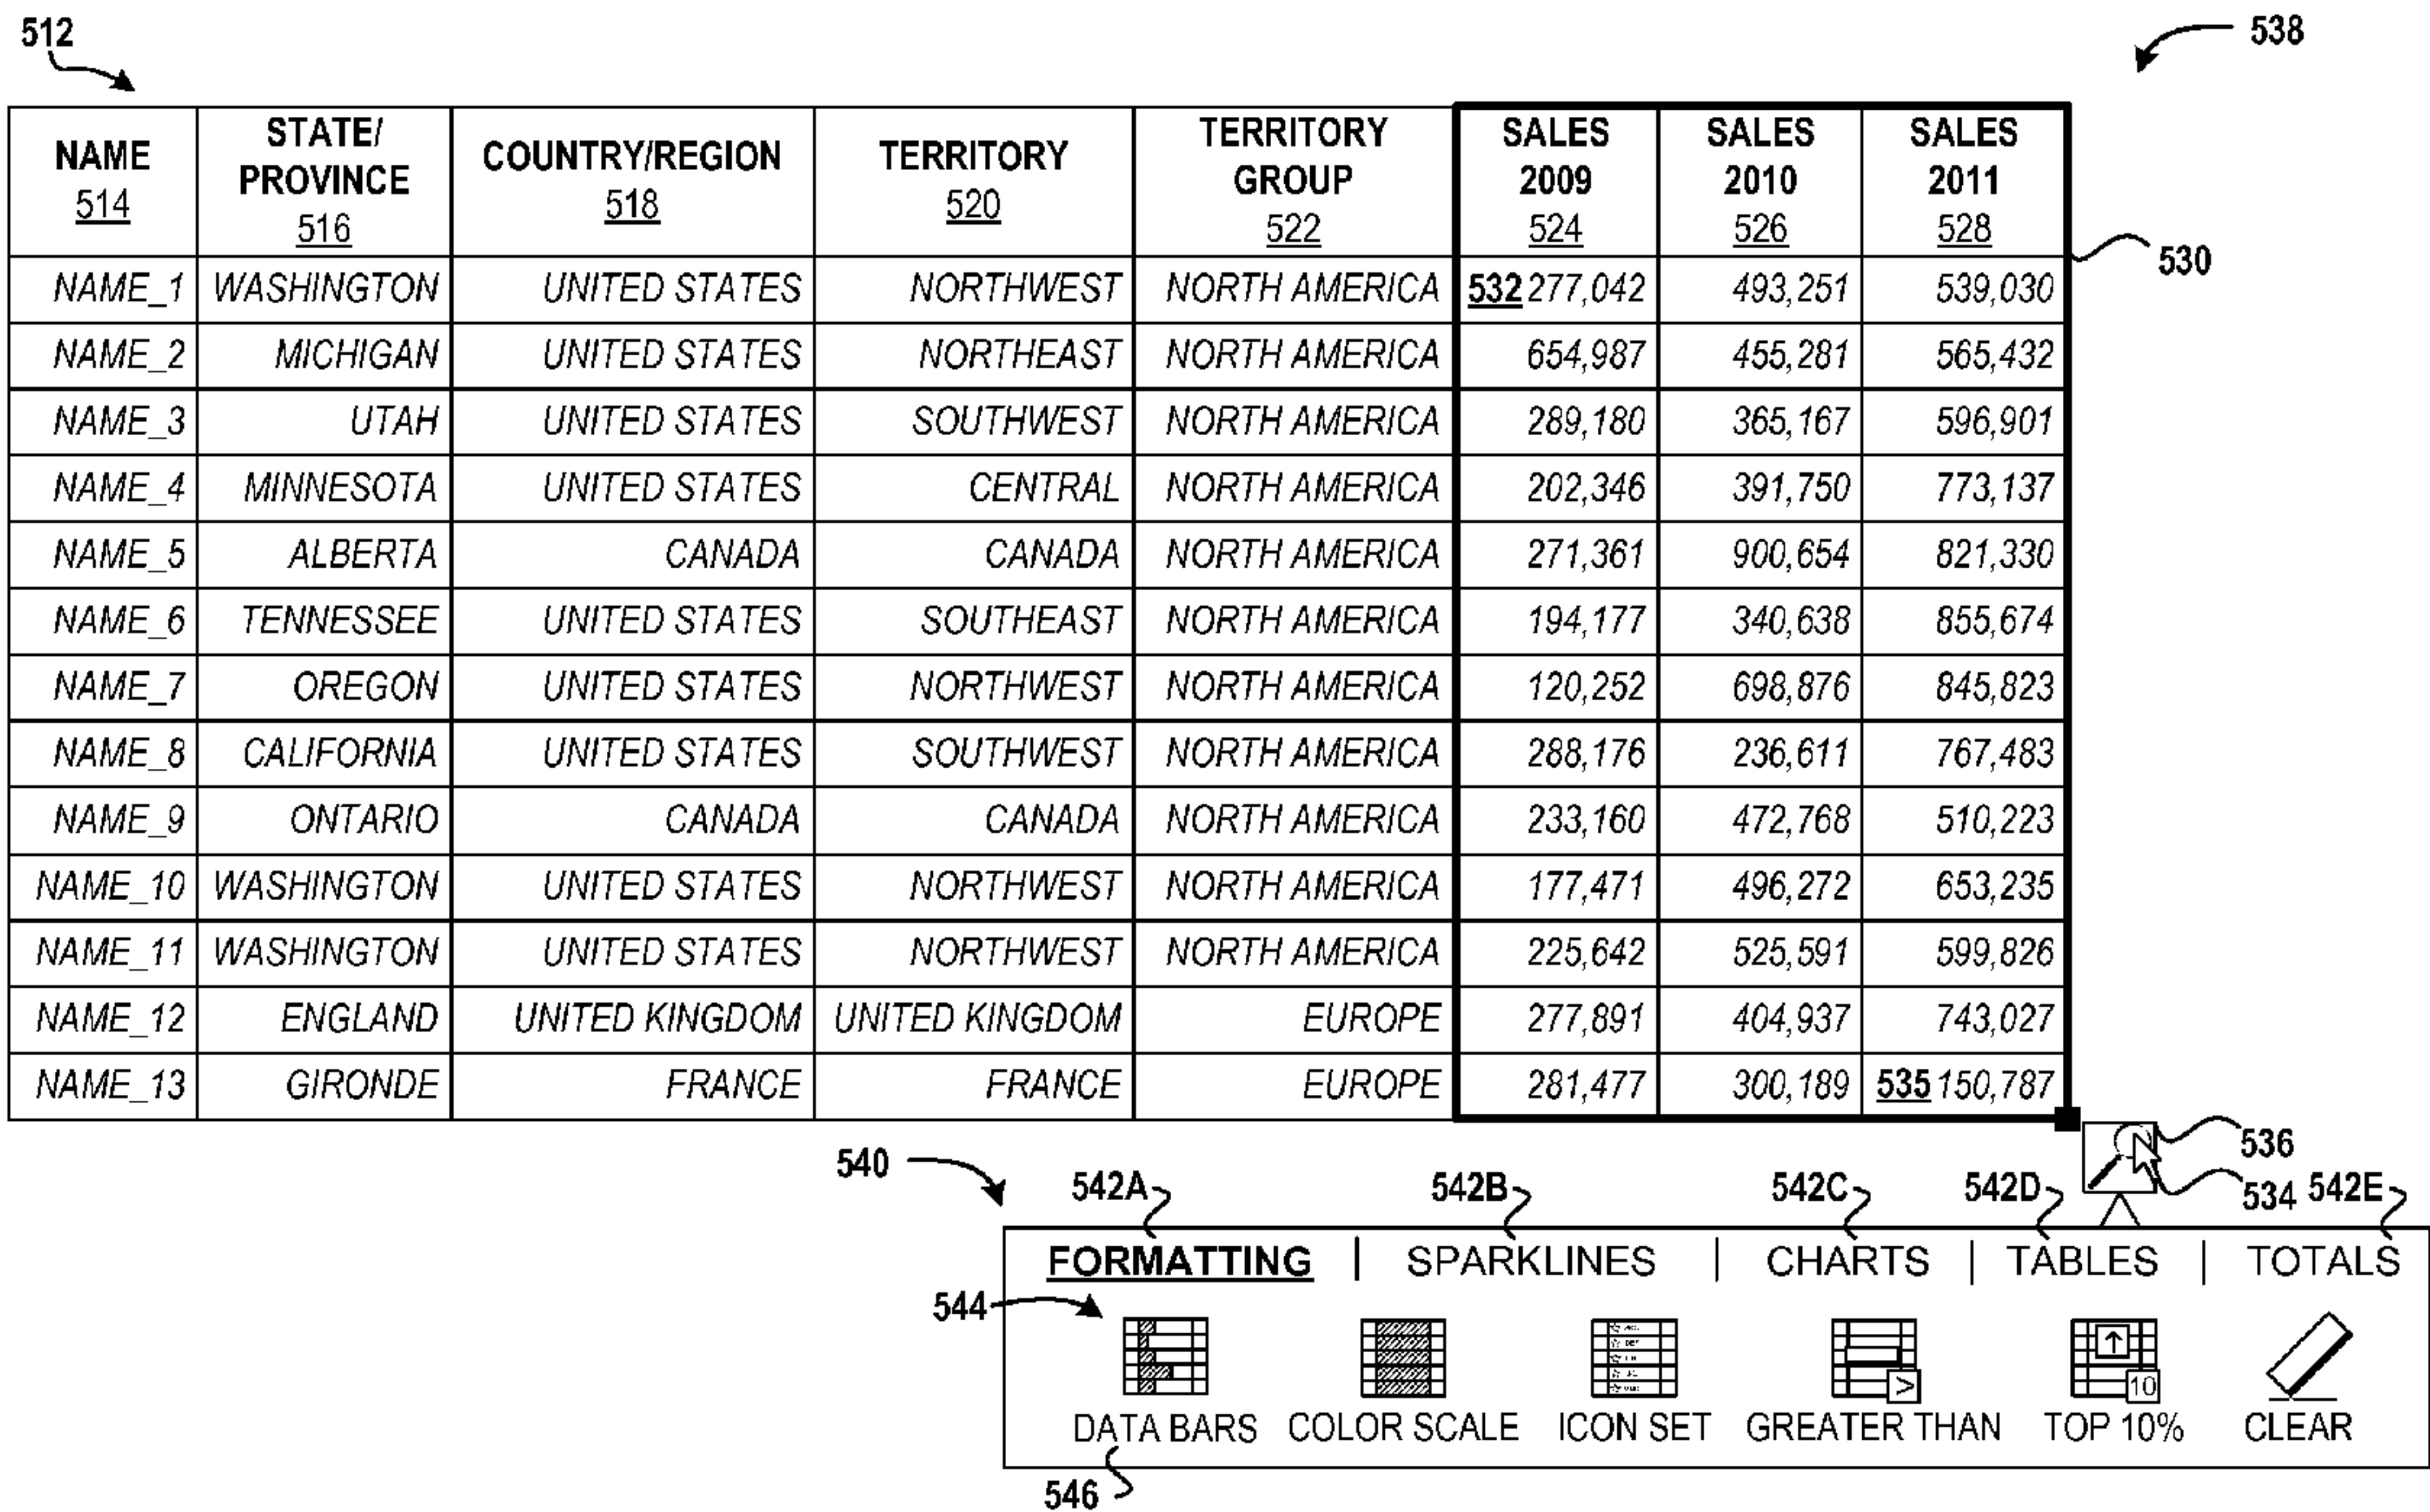 512
538
NAME 514
STATE/ PROVINCE 516
COUNTRY/REGION 518
TERRITORY 520
TERRITORY GROUP 522
SALES 2009 524
SALES 2010 526
SALES 2011 528
530
NAME_1 WASHINGTON UNITED STATES NORTHWEST NORTH AMERICA 532 277,042 493,251 539,030
NAME_2 MICHIGAN UNITED STATES NORTHEAST NORTH AMERICA 654,987 455,281 565,432
NAME_3 UTAH UNITED STATES SOUTHWEST NORTH AMERICA 289,180 365,167 596,901
NAME_4 MINNESOTA UNITED STATES CENTRAL NORTH AMERICA 202,346 391,750 773,137
NAME_5 ALBERTA CANADA CANADA NORTH AMERICA 271,361 900,654 821,330
NAME_6 TENNESSEE UNITED STATES SOUTHEAST NORTH AMERICA 194,177 340,638 855,674
NAME_7 OREGON UNITED STATES NORTHWEST NORTH AMERICA 120,252 698,876 845,823
NAME_8 CALIFORNIA UNITED STATES SOUTHWEST NORTH AMERICA 288,176 236,611 767,483
NAME_9 ONTARIO CANADA CANADA NORTH AMERICA 233,160 472,768 510,223
NAME_10 WASHINGTON UNITED STATES NORTHWEST NORTH AMERICA 177,471 496,272 653,235
NAME_11 WASHINGTON UNITED STATES NORTHWEST NORTH AMERICA 225,642 525,591 599,826
NAME_12 ENGLAND UNITED KINGDOM UNITED KINGDOM EUROPE 277,891 404,937 743,027
NAME_13 GIRONDE FRANCE FRANCE EUROPE 281,477 300,189 535 150,787
536
540
542A 542B 542C 542D 534 542E
FORMATTING | SPARKLINES | CHARTS | TABLES | TOTALS
544
> 10
DATA BARS COLOR SCALE ICON SET GREATER THAN TOP 10% CLEAR
546